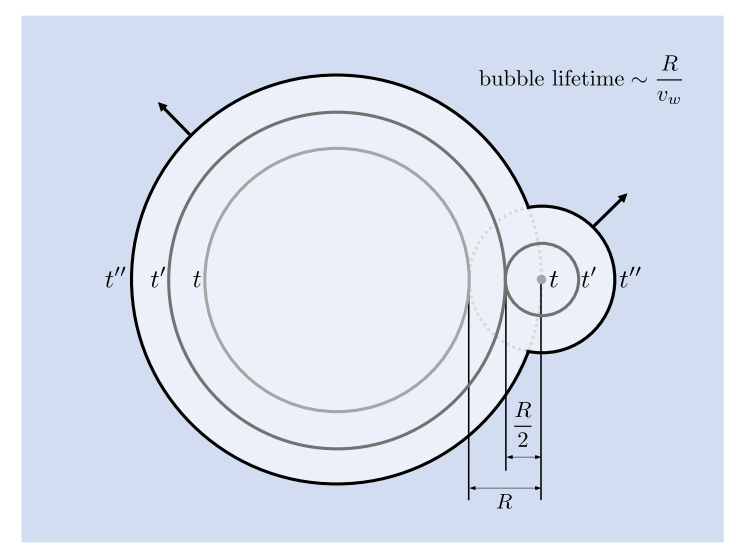 bubble lifetime ∼ R/v_w
t'' t' t t t' t''
R/2
R